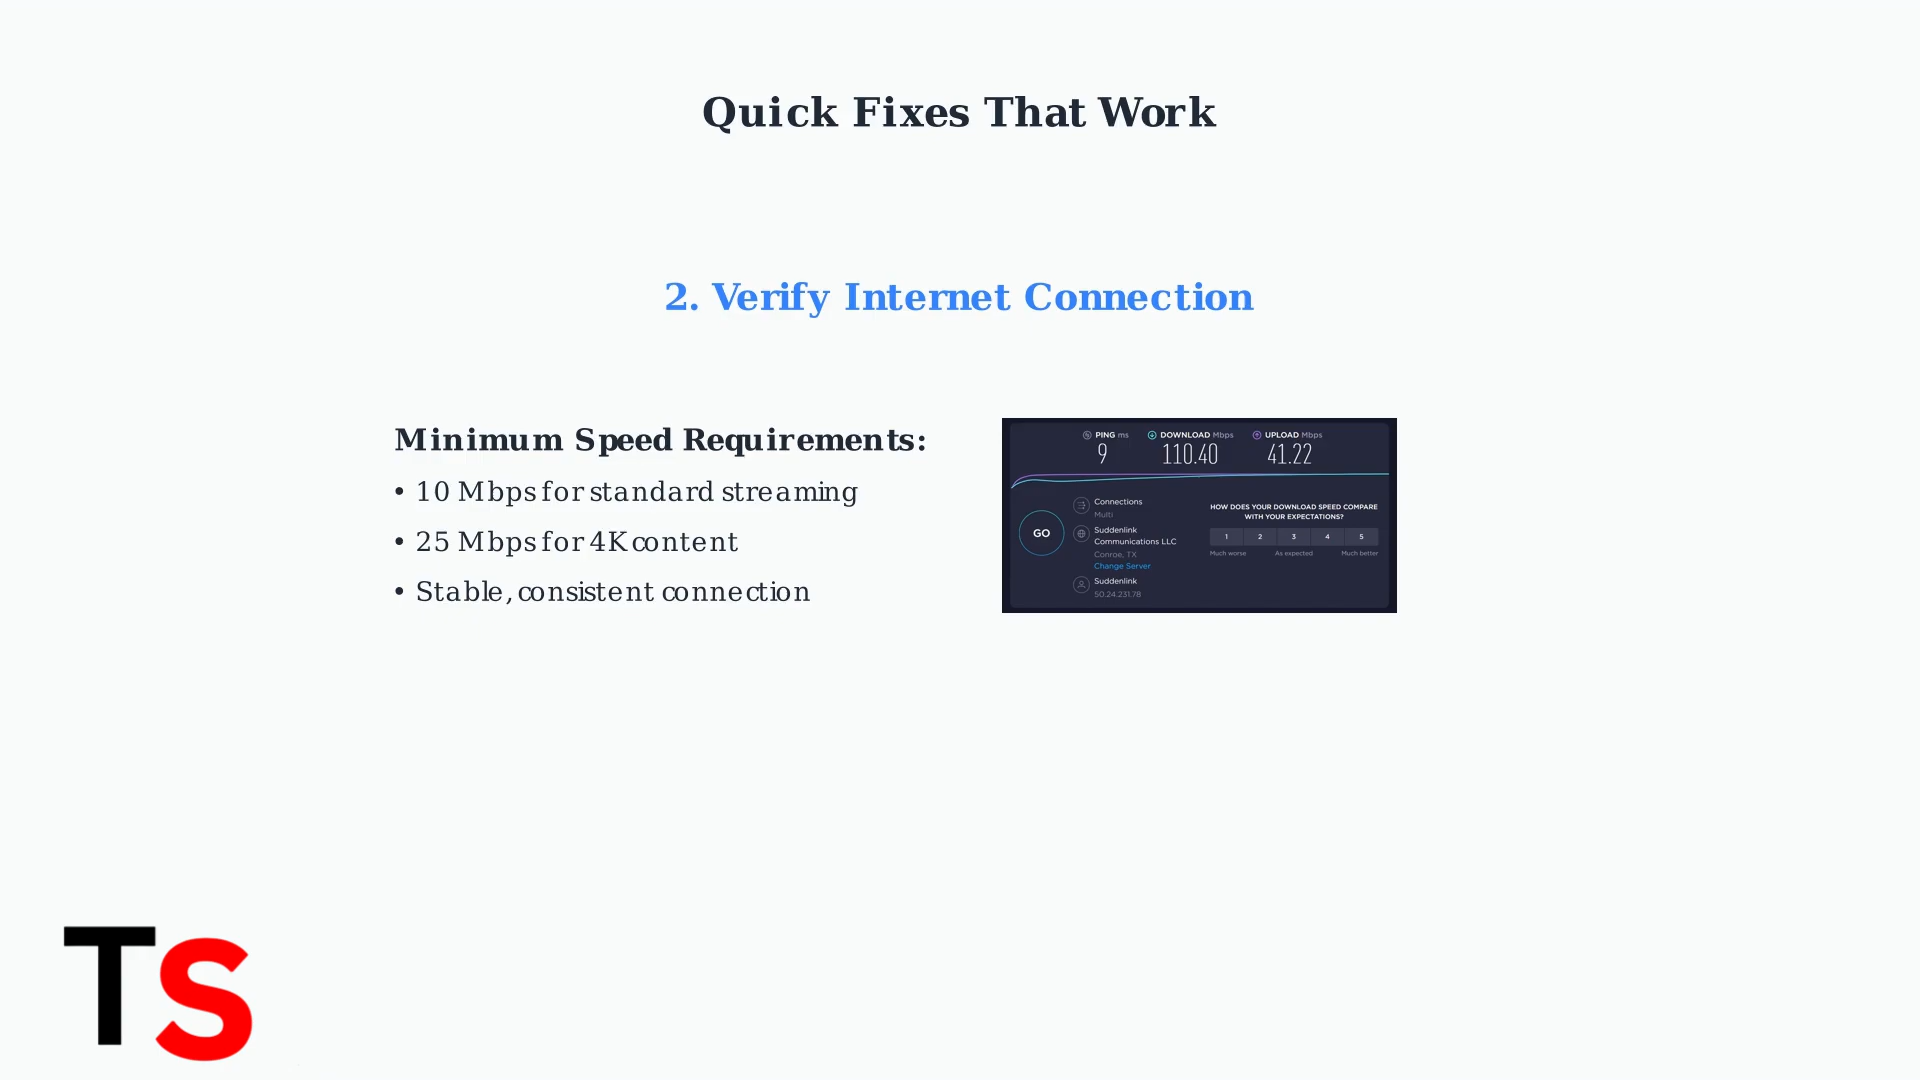 Quick Fixes That Work
2. Verify Internet Connection
Minimum Speed Requirements:
• 10 Mbps for standard streaming
• 25 Mbps for 4K content
• Stable, consistent connection
PING ms
9
DOWNLOAD Mbps
110.40
UPLOAD Mbps
41.22
GO
Connections
Multi
Suddenlink
Communications LLC
Conroe, TX
Change Server
Suddenlink
50.24.231.78
HOW DOES YOUR DOWNLOAD SPEED COMPARE
WITH YOUR EXPECTATIONS?
1 2 3 4 5
Much worse As expected Much better
TS